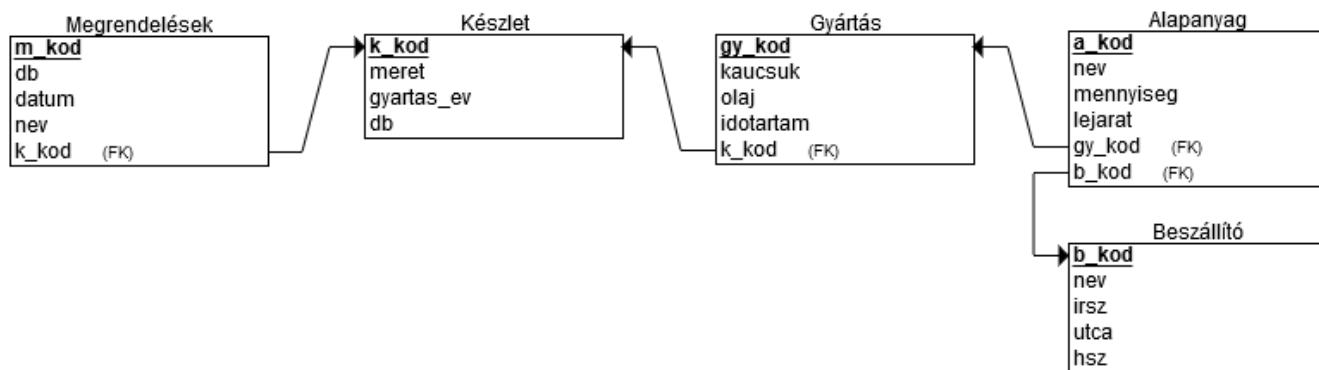 Megrendelések
m_kod
db
datum
nev
k_kod (FK)
Készlet
k_kod
meret
gyartas_ev
db
Gyártás
gy_kod
kaucsuk
olaj
idotartam
k_kod (FK)
Alapanyag
a_kod
nev
mennyiseg
lejarat
gy_kod (FK)
b_kod (FK)
Beszállító
b_kod
nev
irsz
utca
hsz